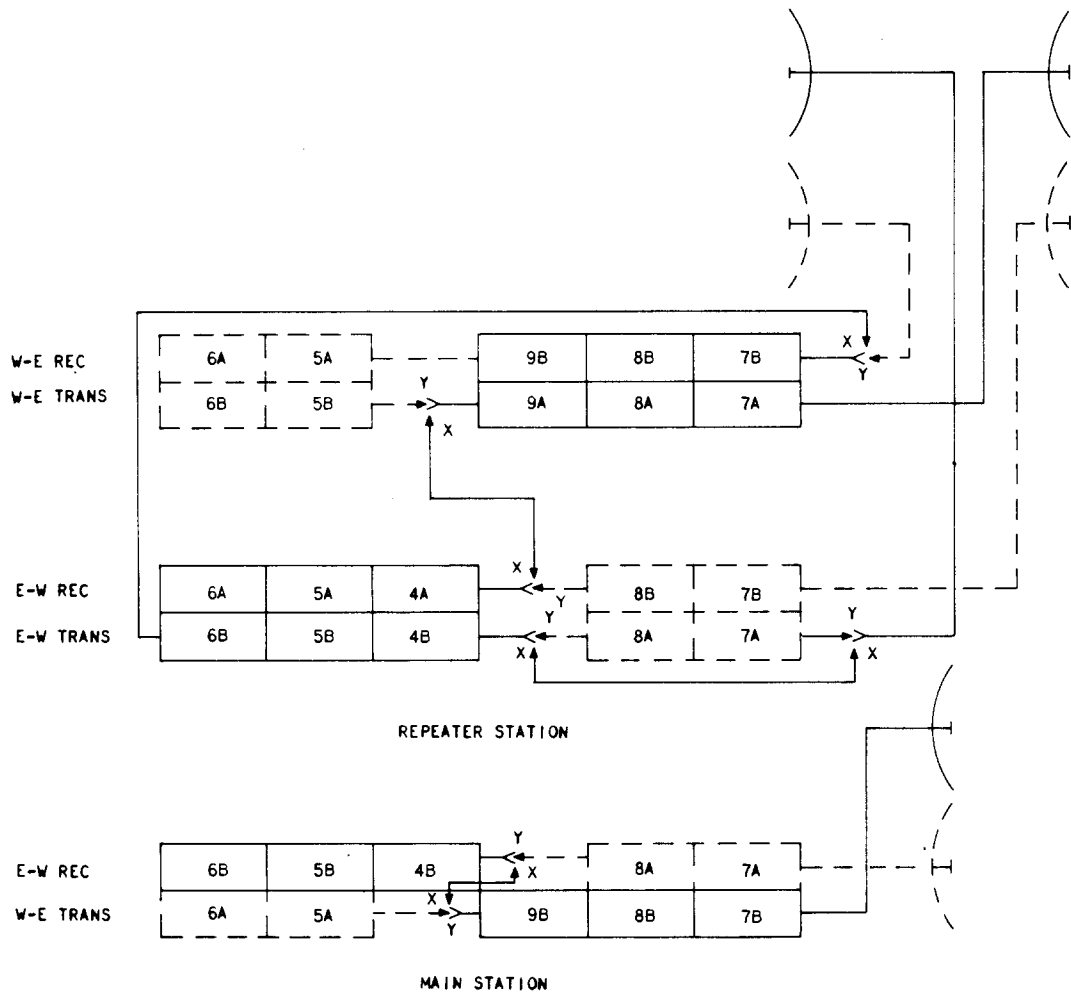 X
W-E REC 6A 5A 9B 8B 7B
Y
Y
W-E TRANS 6B 5B 9A 8A 7A
X
X
E-W REC 6A 5A 4A 8B 7B
Y
Y Y
E-W TRANS 6B 5B 4B 8A 7A
X X
REPEATER STATION
Y
E-W REC 6B 5B 4B 8A 7A
X
X
W-E TRANS 6A 5A 9B 8B 7B
Y
MAIN STATION